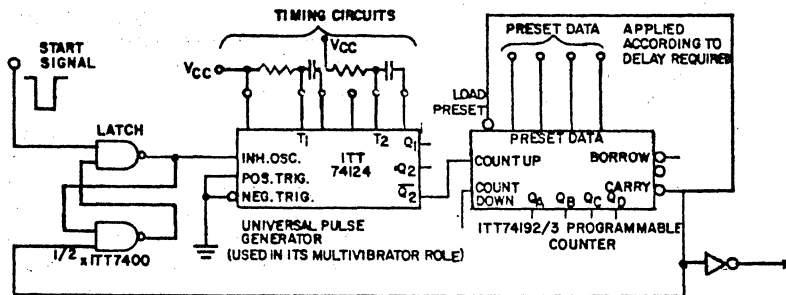 TIMING CIRCUITS
START
SIGNAL
VCC
VCC
PRESET DATA
APPLIED
ACCORDING TO
DELAY REQUIRED
LOAD
PRESET
LATCH
T1
T2
Q1
INH.OSC.
ITT
74124
Q2
POS.TRIG.
NEG.TRIG.
Q̅2
PRESET DATA
COUNT UP
BORROW
COUNT
DOWN
CARRY
QA QB QC QD
UNIVERSAL PULSE
GENERATOR
(USED IN ITS MULTIVIBRATOR ROLE)
ITT74192/3 PROGRAMMABLE
COUNTER
1/2 x ITT7400